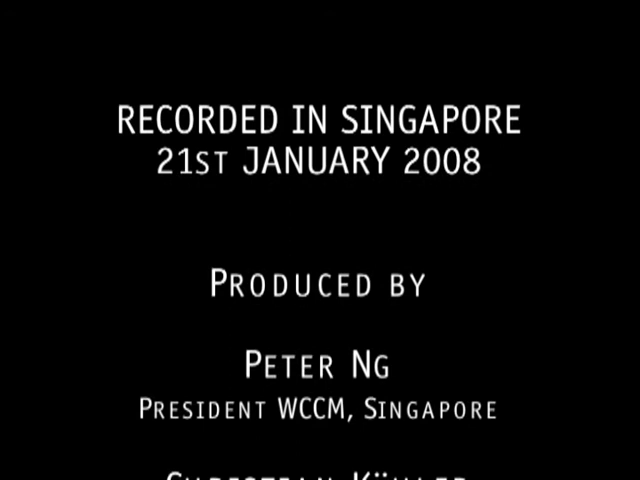 RECORDED IN SINGAPORE
21ST JANUARY 2008
PRODUCED BY
PETER NG
PRESIDENT WCCM, SINGAPORE